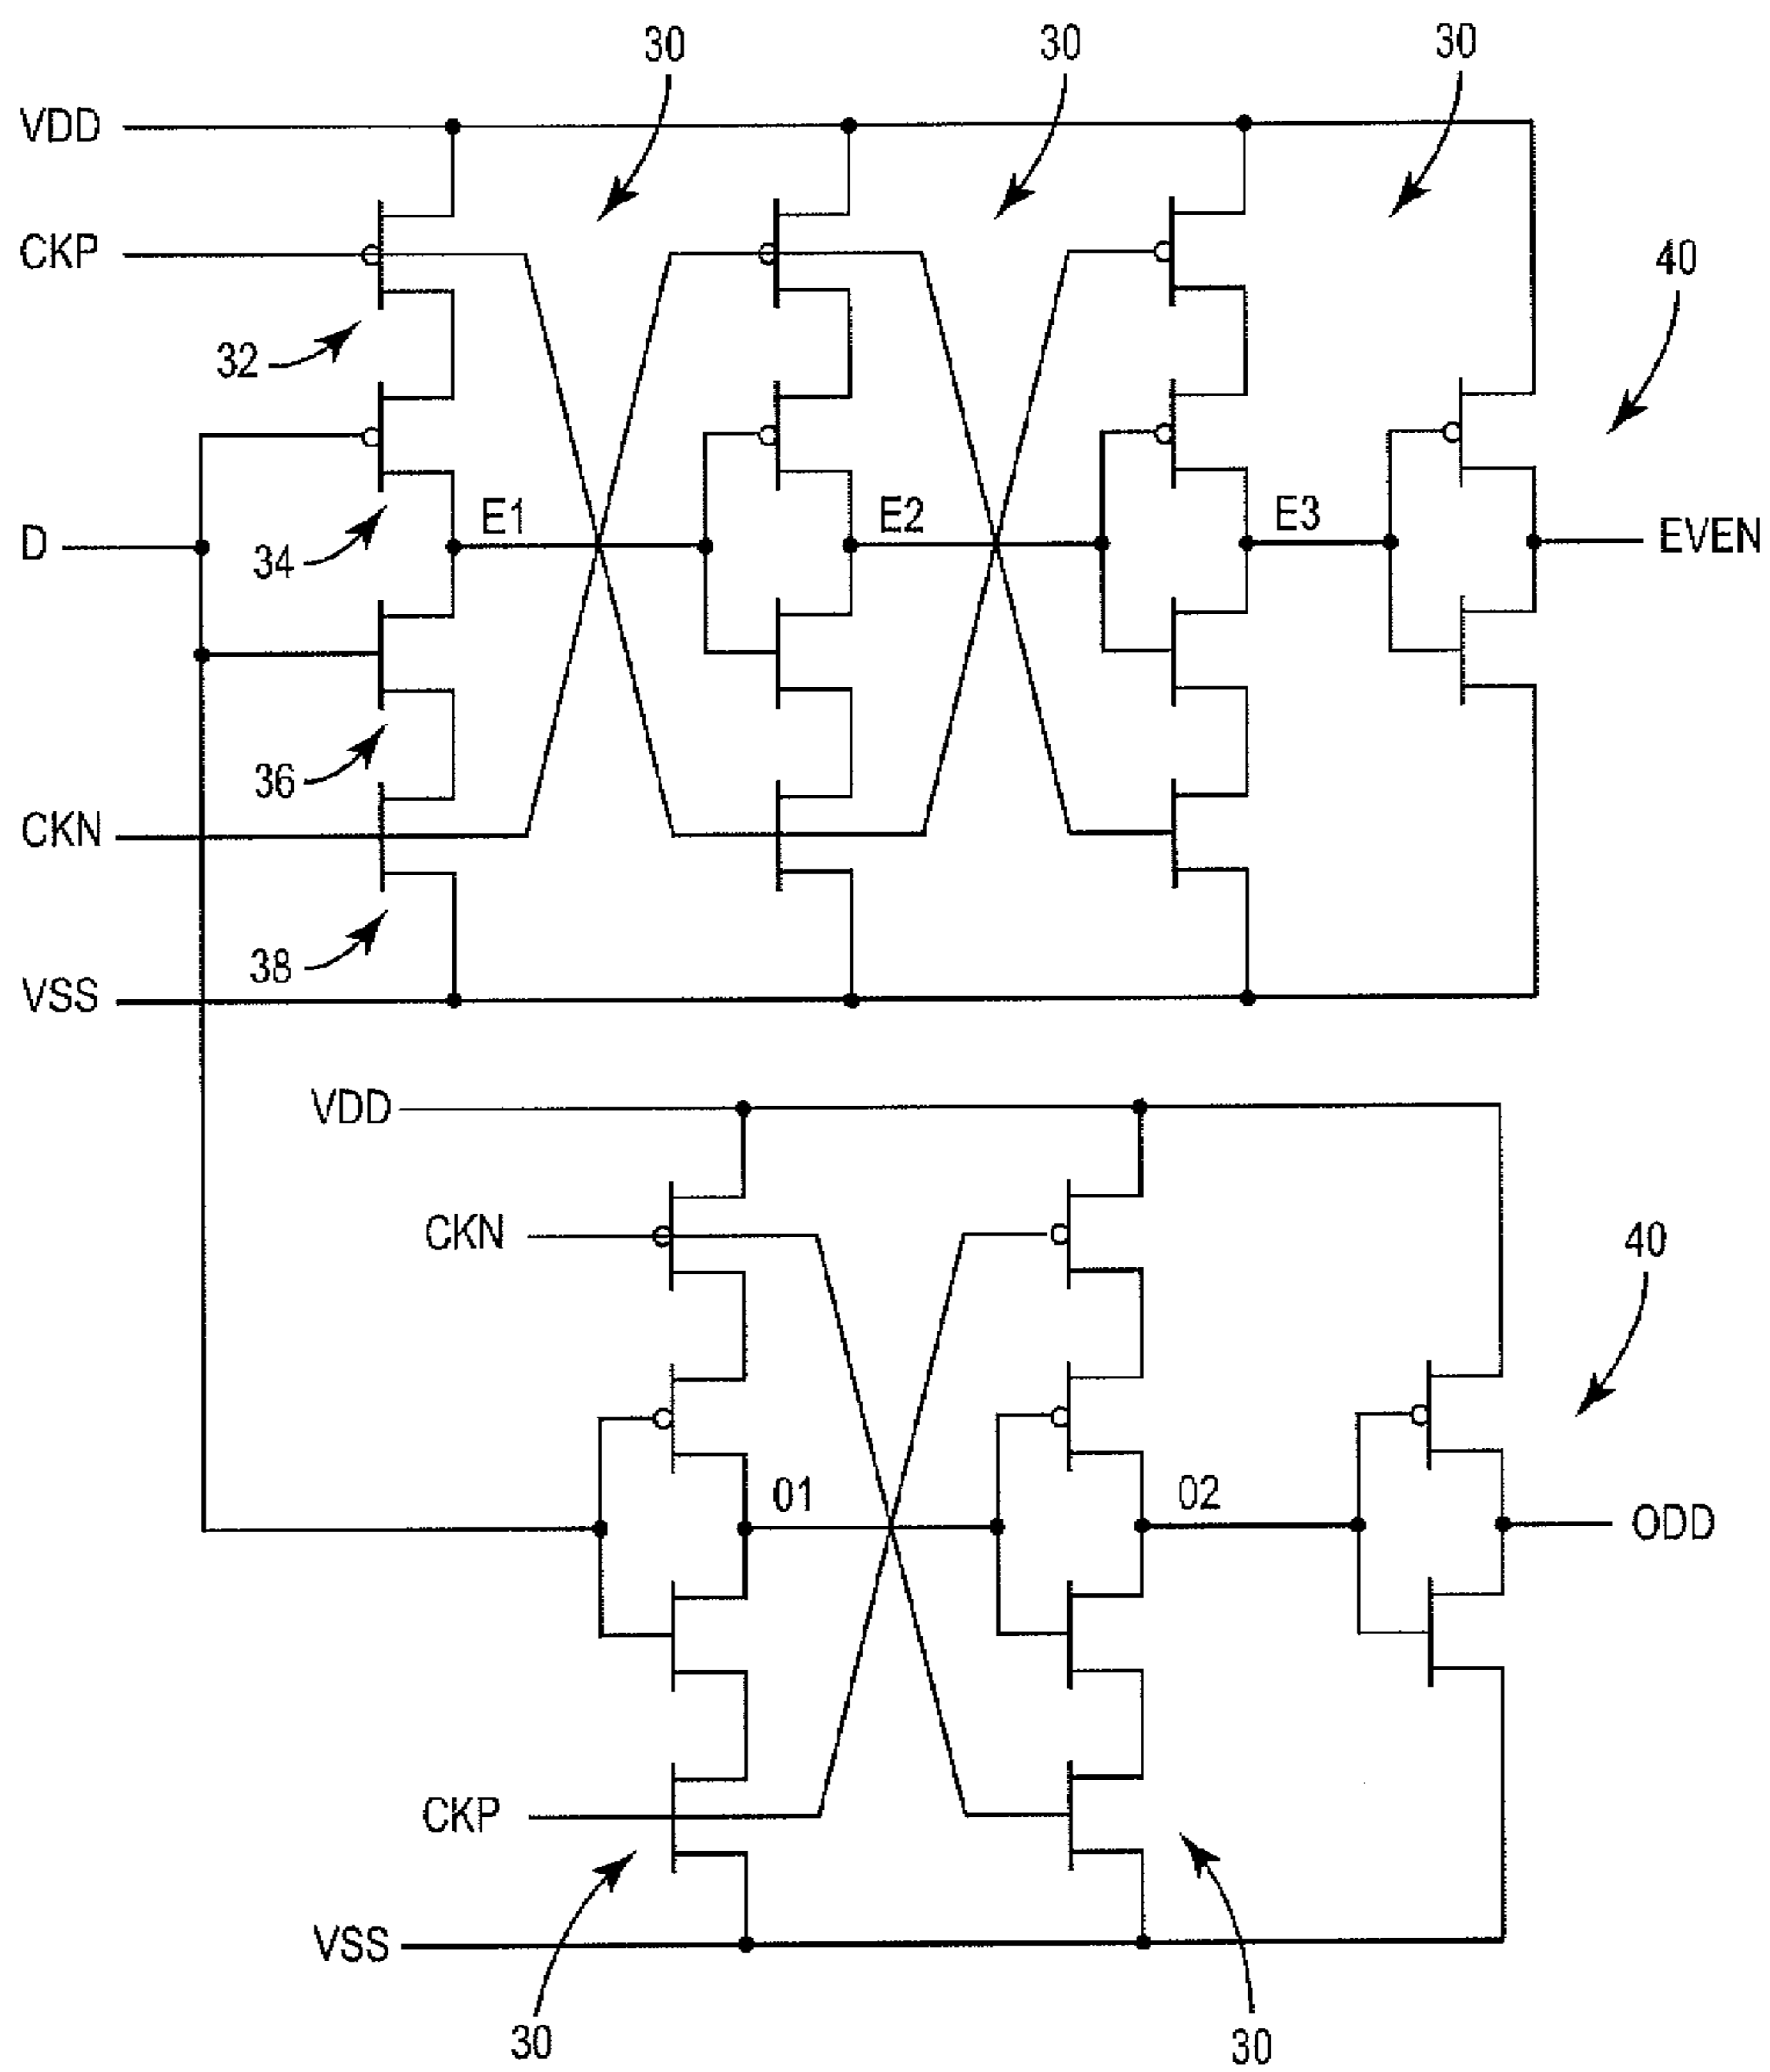 30 30 30
VDD
CKP
40
32
E1 E2 E3
D
34
EVEN
36
CKN
38
VSS
VDD
CKN
40
01 02
ODD
CKP
VSS
30 30